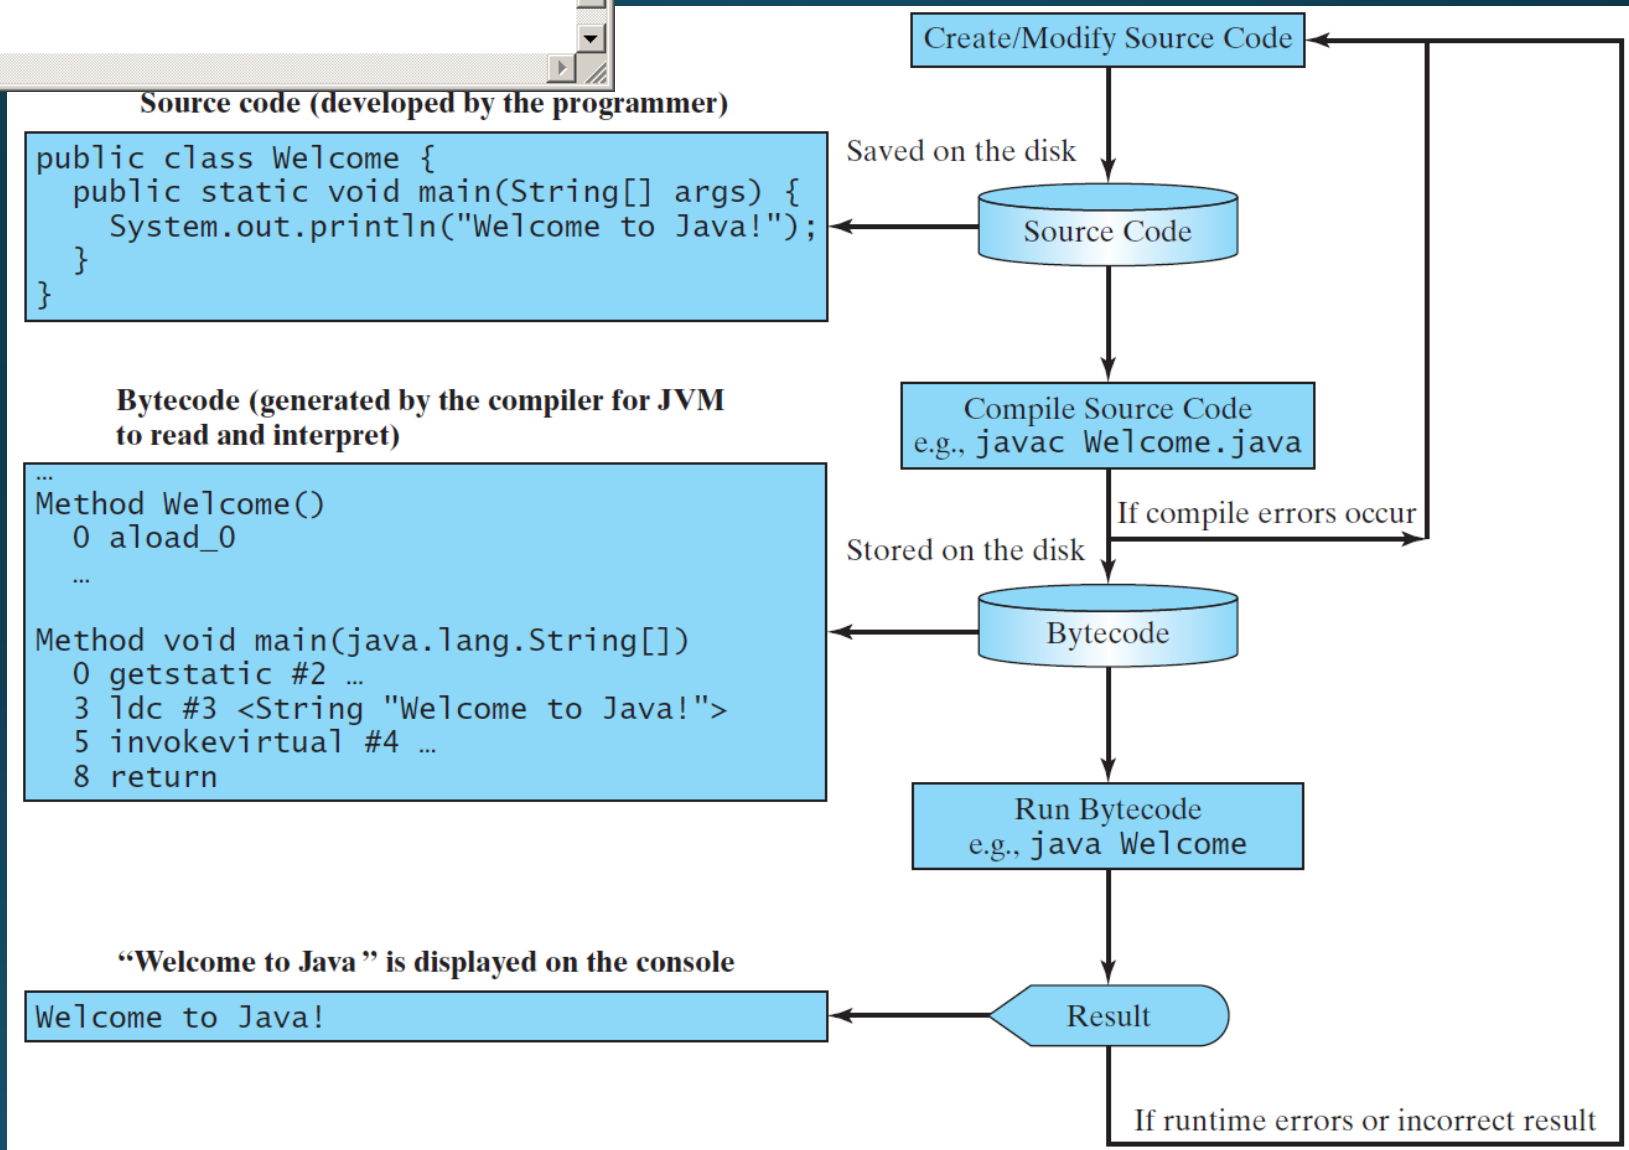 Create/Modify Source Code
Source code (developed by the programmer)
public class Welcome {
  public static void main(String[] args) {
    System.out.println("Welcome to Java!");
  }
}
Saved on the disk
Source Code
Bytecode (generated by the compiler for JVM
to read and interpret)
Compile Source Code
e.g., javac Welcome.java
If compile errors occur
Stored on the disk
…
Method Welcome()
  0 aload_0
  …
Method void main(java.lang.String[])
  0 getstatic #2 …
  3 ldc #3 <String "Welcome to Java!">
  5 invokevirtual #4 …
  8 return
Bytecode
Run Bytecode
e.g., java Welcome
“Welcome to Java ” is displayed on the console
Welcome to Java!
Result
If runtime errors or incorrect result